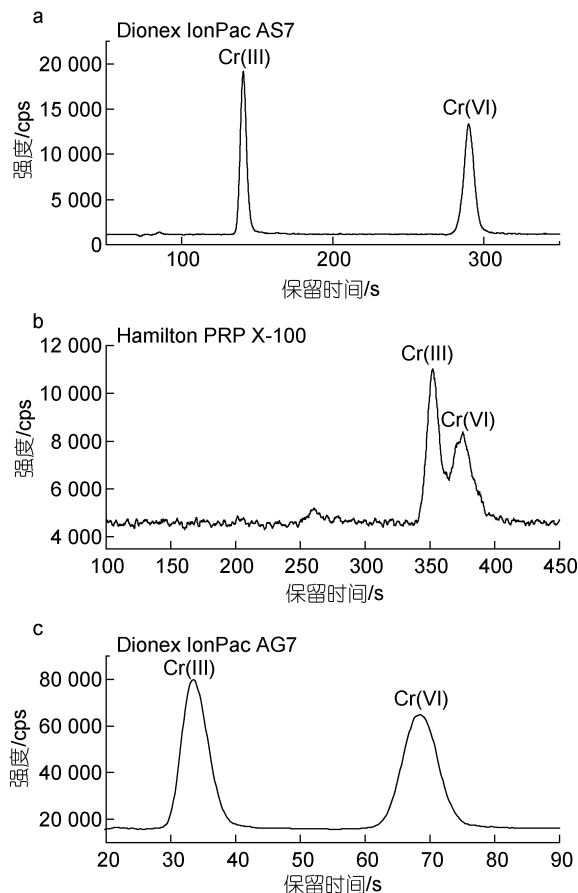 a
Dionex IonPac AS7
Cr(III)
Cr(VI)
20 000
15 000
10 000
5 000
0
强度/cps
100
200
300
保留时间/s
b
Hamilton PRP X-100
Cr(III)
Cr(VI)
12 000
10 000
8 000
6 000
4 000
强度/cps
100 150 200 250 300 350 400 450
保留时间/s
c
Dionex IonPac AG7
Cr(III)
Cr(VI)
80 000
60 000
40 000
20 000
强度/cps
20 30 40 50 60 70 80 90
保留时间/s